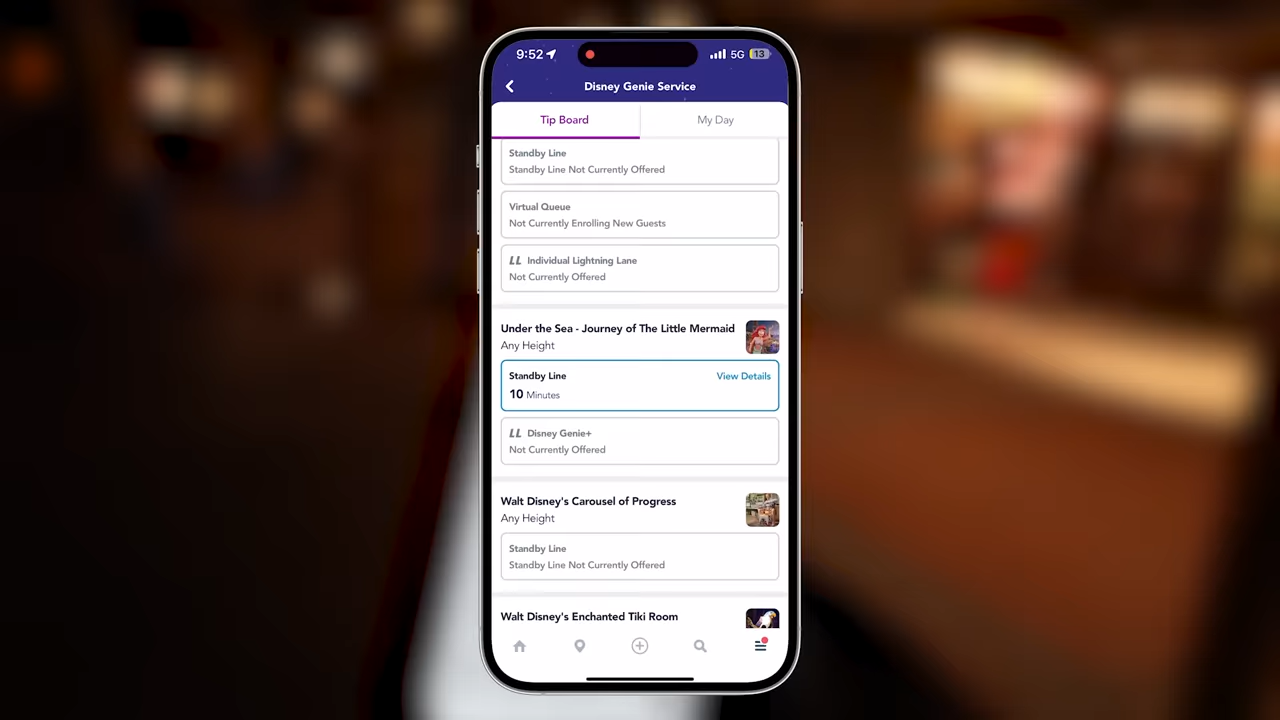 9:52
5G
13
Disney Genie Service
Tip Board
My Day
Standby Line
Standby Line Not Currently Offered
Virtual Queue
Not Currently Enrolling New Guests
LL Individual Lightning Lane
Not Currently Offered
Under the Sea - Journey of The Little Mermaid
Any Height
Standby Line
View Details
10 Minutes
LL Disney Genie+
Not Currently Offered
Walt Disney's Carousel of Progress
Any Height
Standby Line
Standby Line Not Currently Offered
Walt Disney's Enchanted Tiki Room